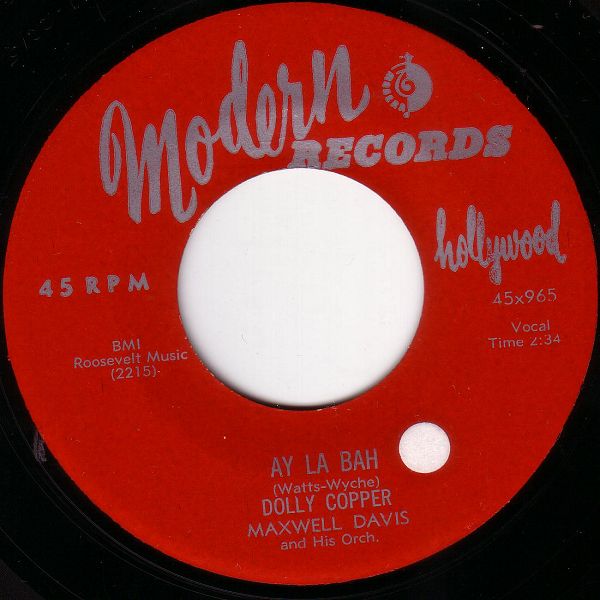 Modern
RECORDS
hollywood
45 RPM
45x965
BMI
Roosevelt Music
(2215)-
Vocal
Time 2:34
AY LA BAH
(Watts-Wyche)
DOLLY COPPER
MAXWELL DAVIS
and His Orch.